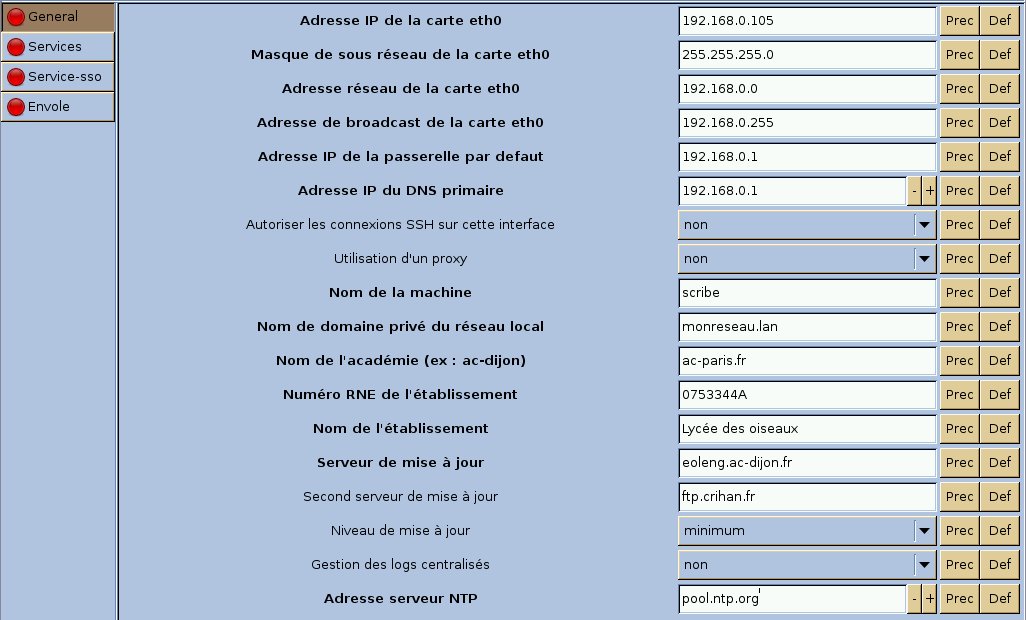 General
Services
Service-sso
Envole
Adresse IP de la carte eth0 192.168.0.105 Prec Def
Masque de sous réseau de la carte eth0 255.255.255.0 Prec Def
Adresse réseau de la carte eth0 192.168.0.0 Prec Def
Adresse de broadcast de la carte eth0 192.168.0.255 Prec Def
Adresse IP de la passerelle par defaut 192.168.0.1 Prec Def
Adresse IP du DNS primaire 192.168.0.1 - + Prec Def
Autoriser les connexions SSH sur cette interface non Prec Def
Utilisation d'un proxy non Prec Def
Nom de la machine scribe Prec Def
Nom de domaine privé du réseau local monreseau.lan Prec Def
Nom de l'académie (ex : ac-dijon) ac-paris.fr Prec Def
Numéro RNE de l'établissement 0753344A Prec Def
Nom de l'établissement Lycée des oiseaux Prec Def
Serveur de mise à jour eoleng.ac-dijon.fr Prec Def
Second serveur de mise à jour ftp.crihan.fr Prec Def
Niveau de mise à jour minimum Prec Def
Gestion des logs centralisés non Prec Def
Adresse serveur NTP pool.ntp.org - + Prec Def